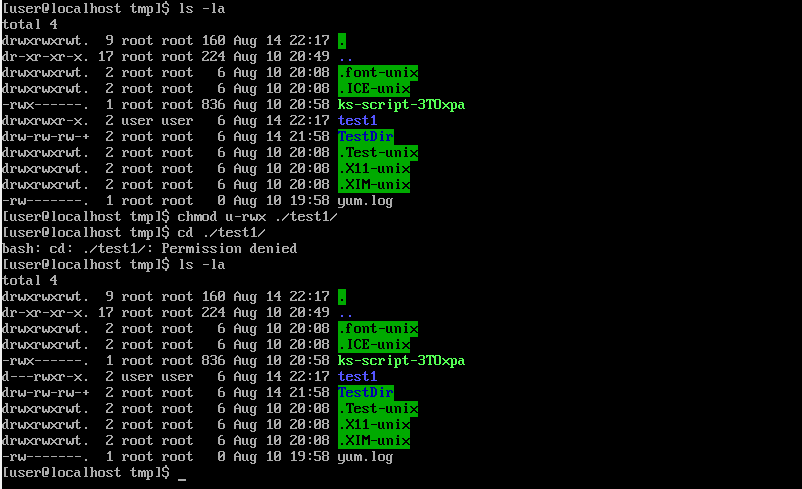 [user@localhost tmp]$ ls -la
total 4
drwxrwxrwt.  9 root root 160 Aug 14 22:17 .
dr-xr-xr-x. 17 root root 224 Aug 10 20:49 ..
drwxrwxrwt.  2 root root   6 Aug 10 20:08 .font-unix
drwxrwxrwt.  2 root root   6 Aug 10 20:08 .ICE-unix
-rwx------.  1 root root 836 Aug 10 20:58 ks-script-3TOxpa
drwxrwxr-x.  2 user user   6 Aug 14 22:17 test1
drw-rw-rw-+  2 root root   6 Aug 14 21:58 TestDir
drwxrwxrwt.  2 root root   6 Aug 10 20:08 .Test-unix
drwxrwxrwt.  2 root root   6 Aug 10 20:08 .X11-unix
drwxrwxrwt.  2 root root   6 Aug 10 20:08 .XIM-unix
-rw-------.  1 root root   0 Aug 10 19:58 yum.log
[user@localhost tmp]$ chmod u-rwx ./test1/
[user@localhost tmp]$ cd ./test1/
bash: cd: ./test1/: Permission denied
[user@localhost tmp]$ ls -la
total 4
drwxrwxrwt.  9 root root 160 Aug 14 22:17 .
dr-xr-xr-x. 17 root root 224 Aug 10 20:49 ..
drwxrwxrwt.  2 root root   6 Aug 10 20:08 .font-unix
drwxrwxrwt.  2 root root   6 Aug 10 20:08 .ICE-unix
-rwx------.  1 root root 836 Aug 10 20:58 ks-script-3TOxpa
d---rwxr-x.  2 user user   6 Aug 14 22:17 test1
drw-rw-rw-+  2 root root   6 Aug 14 21:58 TestDir
drwxrwxrwt.  2 root root   6 Aug 10 20:08 .Test-unix
drwxrwxrwt.  2 root root   6 Aug 10 20:08 .X11-unix
drwxrwxrwt.  2 root root   6 Aug 10 20:08 .XIM-unix
-rw-------.  1 root root   0 Aug 10 19:58 yum.log
[user@localhost tmp]$ _